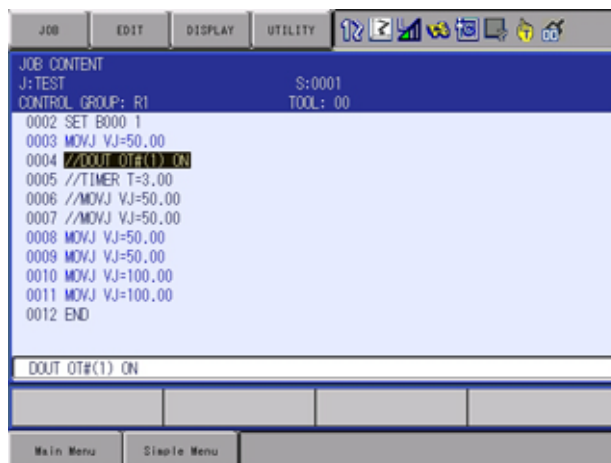 JOB EDIT DISPLAY UTILITY
JOB CONTENT
J:TEST S:0001
CONTROL GROUP: R1 TOOL: 00
0002 SET B000 1
0003 MOVJ VJ=50.00
0004 //DOUT OT#(1) ON
0005 //TIMER T=3.00
0006 //MOVJ VJ=50.00
0007 //MOVJ VJ=50.00
0008 MOVJ VJ=50.00
0009 MOVJ VJ=50.00
0010 MOVJ VJ=100.00
0011 MOVJ VJ=100.00
0012 END
DOUT OT#(1) ON
Main Menu Simple Menu